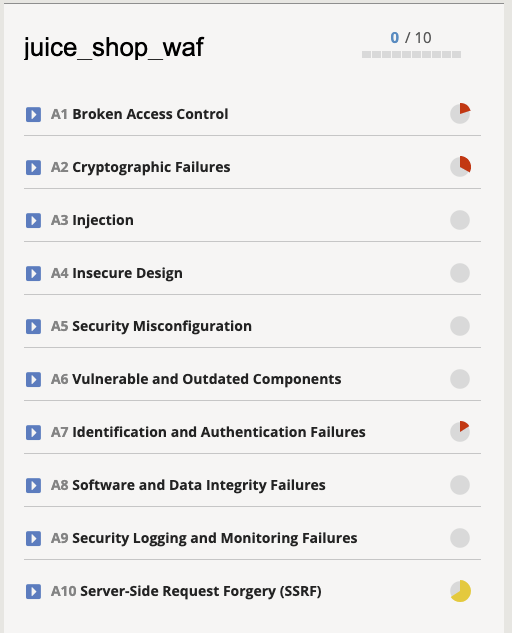 juice_shop_waf
0 / 10
A1 Broken Access Control
A2 Cryptographic Failures
A3 Injection
A4 Insecure Design
A5 Security Misconfiguration
A6 Vulnerable and Outdated Components
A7 Identification and Authentication Failures
A8 Software and Data Integrity Failures
A9 Security Logging and Monitoring Failures
A10 Server-Side Request Forgery (SSRF)